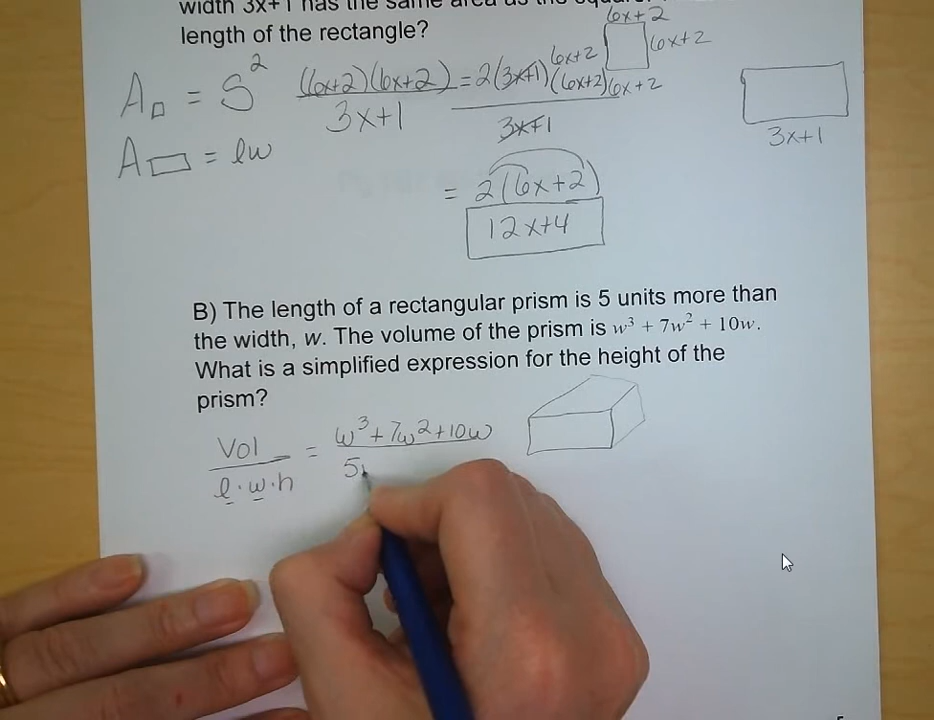 width 3x+1 has the same area as the square.
length of the rectangle?
6x+2
6x+2
6x+2
A□ = S²
(6x+2)(6x+2) = 2(3x+1)(6x+2) 6x+2
3x+1
3x+1
3x+1
A▭ = lw
= 2(6x+2)
12x+4
B) The length of a rectangular prism is 5 units more than
the width, w. The volume of the prism is w³ + 7w² + 10w.
What is a simplified expression for the height of the
prism?
Vol = w³+7w²+10w
l·w·h
5